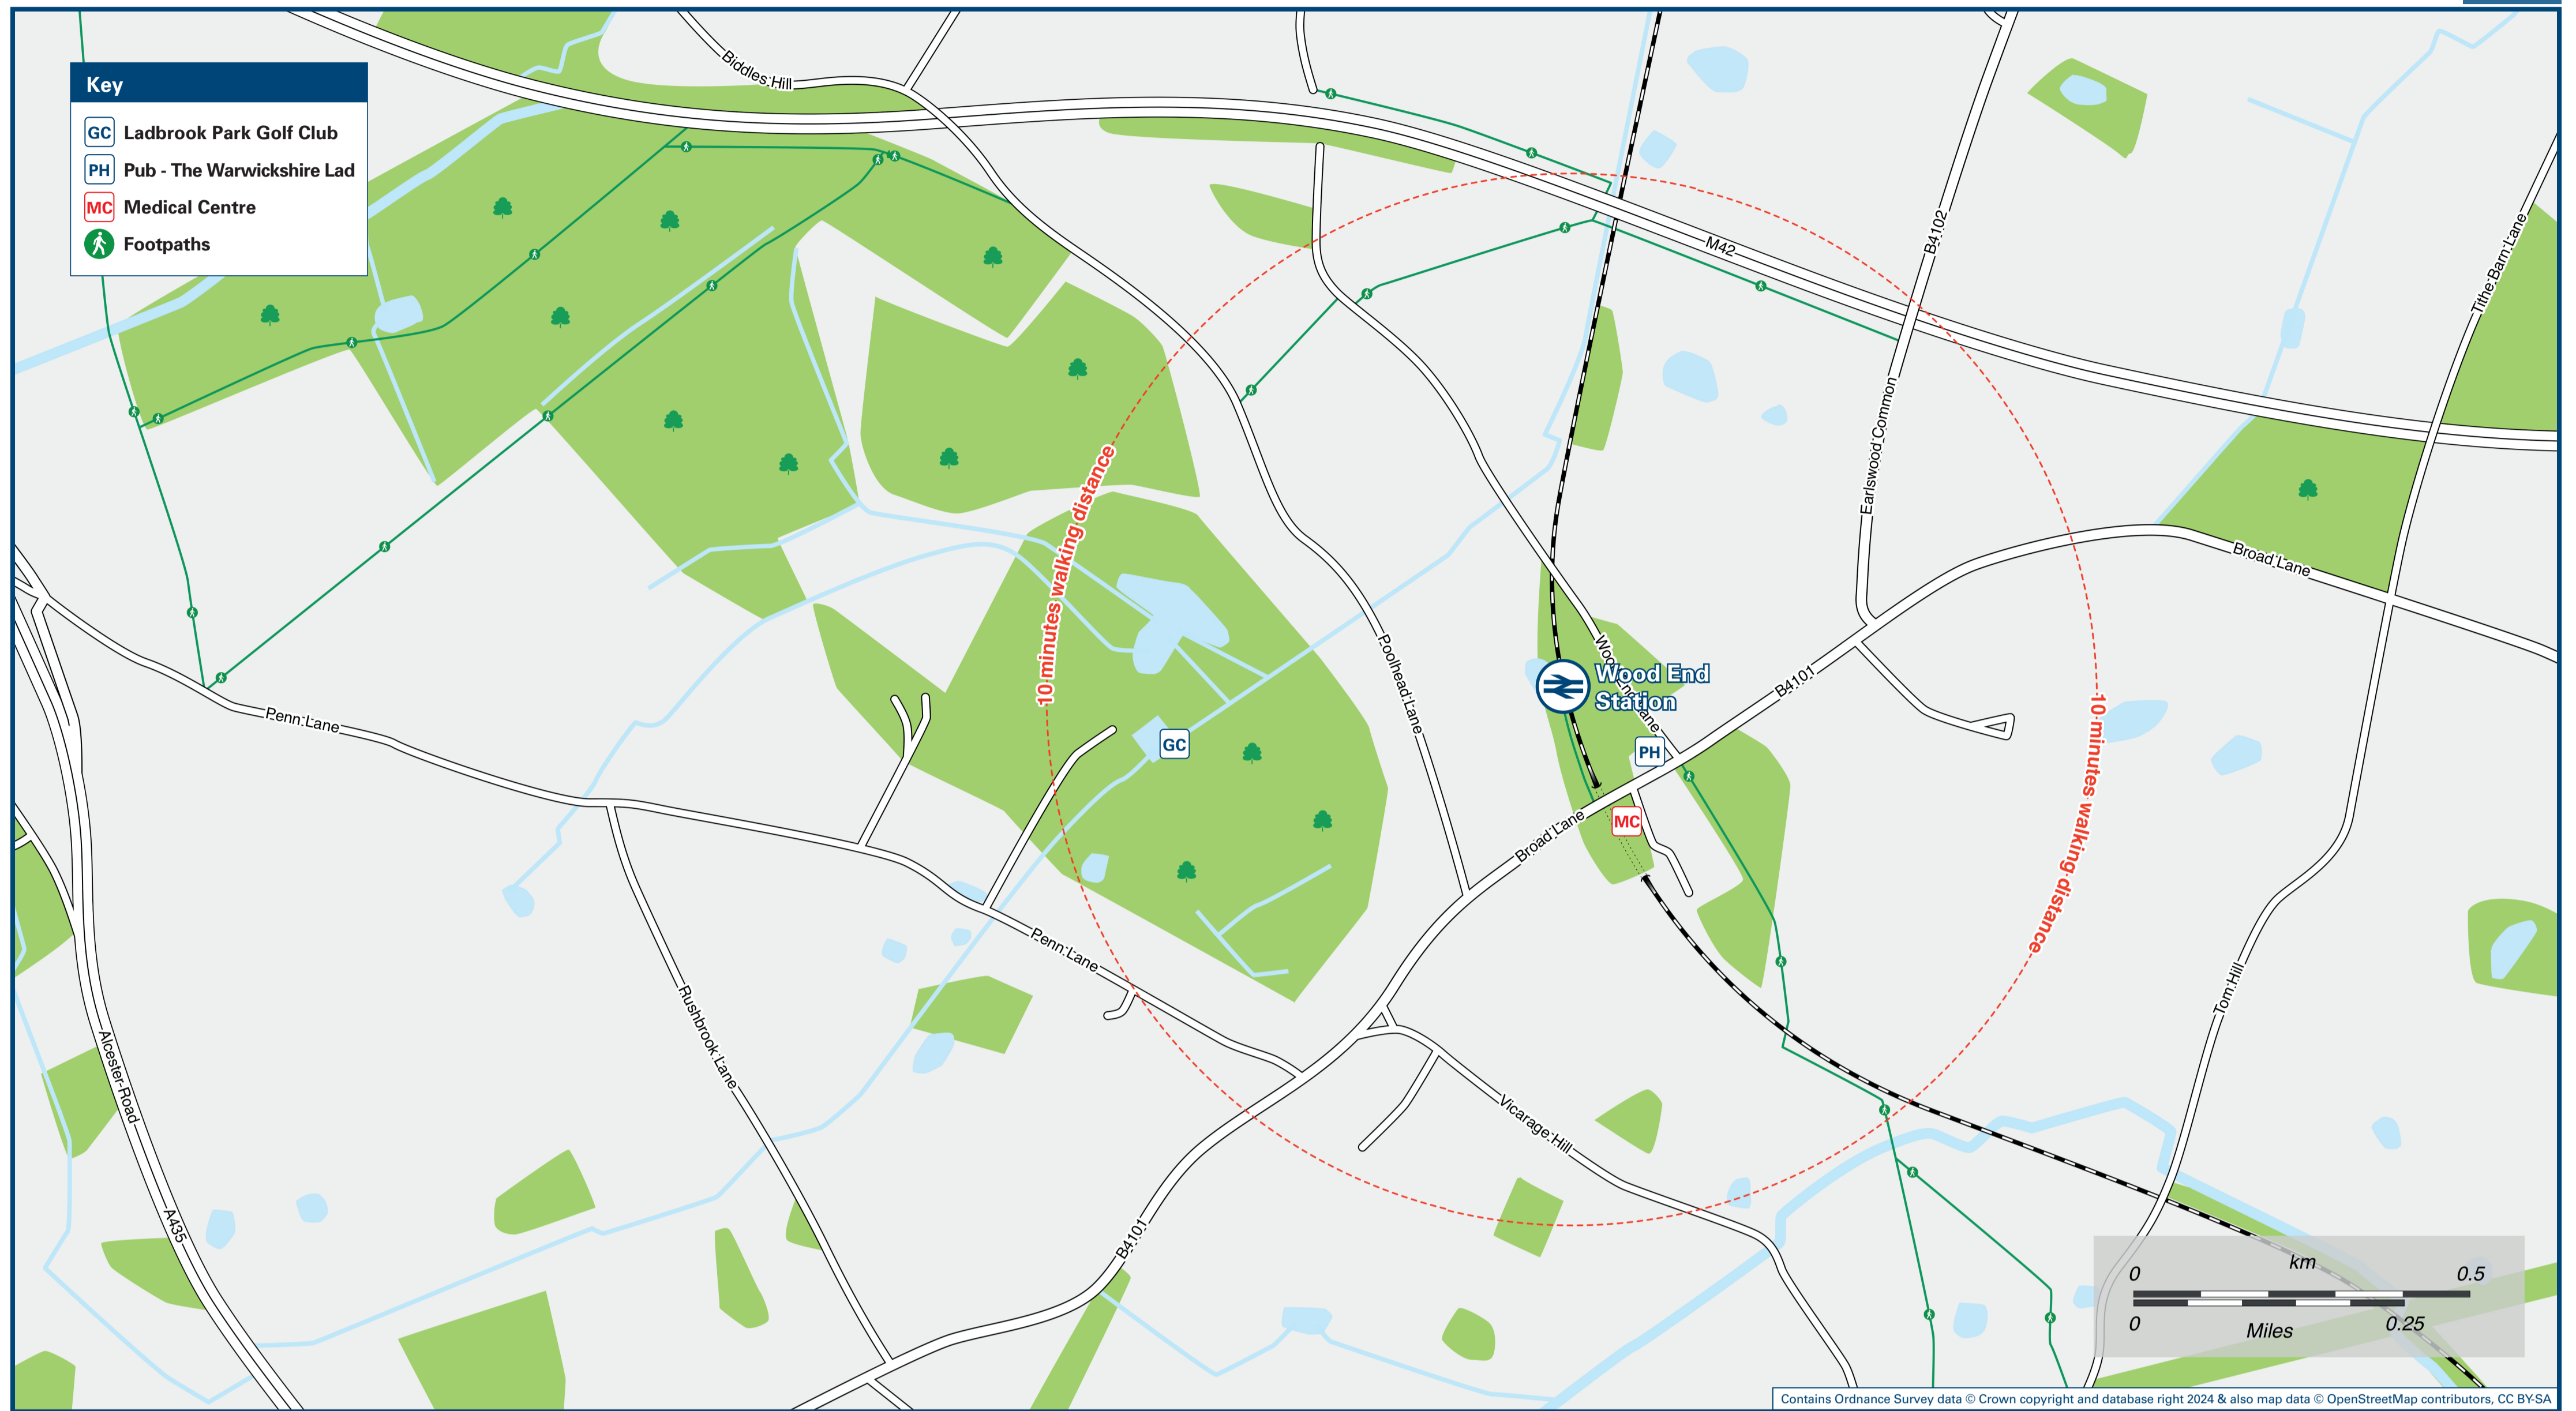 Key
GC Ladbrook Park Golf Club
PH Pub - The Warwickshire Lad
MC Medical Centre
Footpaths
Biddles Hill
M42
B4102
Tithe Barn Lane
Earlswood Common
10 minutes walking distance
Broad Lane
Wood End Lane
Wood End
Station
Poolhead Lane
B4101
PH
GC
Penn Lane
10 minutes walking distance
MC
Broad Lane
Penn Lane
Tom Hill
Rushbrook Lane
Alcester Road
Vicarage Hill
A435
B4101
km
0 0.5
0 0.25
Miles
Contains Ordnance Survey data © Crown copyright and database right 2024 & also map data © OpenStreetMap contributors, CC BY-SA